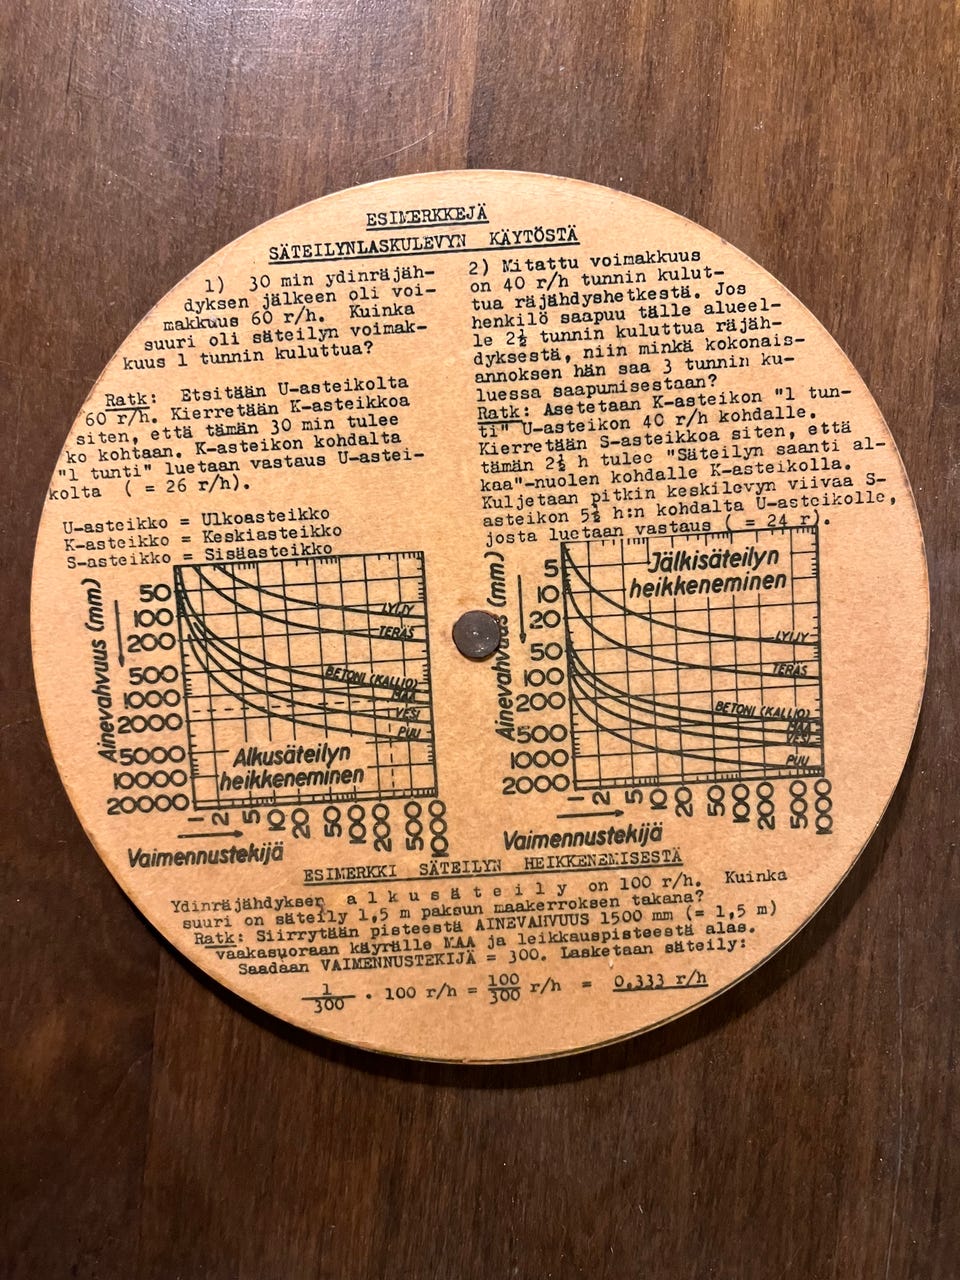 ESIMERKKEJÄ
SÄTEILYNLASKULEVYN KÄYTÖSTÄ
1) 30 min ydinräjäh-
dyksen jälkeen oli voi-
makkuus 60 r/h. Kuinka
suuri oli säteilyn voimak-
kuus 1 tunnin kuluttua?
Ratk: Etsitään U-asteikolta
60 r/h. Kierretään K-asteikkoa
siten, että tämän 30 min tulee
ko kohtaan. K-asteikon kohdalta
"1 tunti" luetaan vastaus U-astei-
kolta ( = 26 r/h).
U-asteikko = Ulkoasteikko
K-asteikko = Keskiasteikko
S-asteikko = Sisäasteikko
2) Mitattu voimakkuus
on 40 r/h tunnin kulut-
tua räjähdyshetkestä. Jos
henkilö saapuu tälle alueel-
le 2½ tunnin kuluttua räjäh-
dyksestä, niin minkä kokonais-
annoksen hän saa 3 tunnin ku-
luessa saapumisestaan?
Ratk: Asetetaan K-asteikon "1 tun-
ti" U-asteikon 40 r/h kohdalle.
Kierretään S-asteikkoa siten, että
tämän 2½ h tulee "Säteilyn saanti al-
kaa"-nuolen kohdalle K-asteikolla.
Kuljetaan pitkin keskilevyn viivaa S-
asteikon 5½ h:n kohdalta U-asteikolle,
josta luetaan vastaus ( = 24 r).
Ainevahvuus (mm.)
50
100
200
500
1000
2000
5000
10000
20000
LYIJY
TERÄS
BETONI (KALLIO)
MAA
VESI
PUU
Alkusäteilyn
heikkeneminen
1 2 5 10 20 50 100 200 500 1000
Vaimennustekijä
Ainevahvuus (mm.)
5
10
20
50
100
200
500
1000
2000
Jälkisäteilyn
heikkeneminen
LYIJY
TERÄS
BETONI (KALLIO)
MAA
VESI
PUU
1 2 5 10 20 50 100 200 500 1000
Vaimennustekijä
ESIMERKKI SÄTEILYN HEIKKENEMISESTÄ
Ydinräjähdyksen a l k u s ä t e i l y on 100 r/h. Kuinka
suuri on säteily 1,5 m paksun maakerroksen takana?
Ratk: Siirrytään pisteestä AINEVAHVUUS 1500 mm (= 1,5 m)
vaakasuoraan käyrälle MAA ja leikkauspisteestä alas.
Saadaan VAIMENNUSTEKIJÄ = 300. Lasketaan säteily:
1/300 . 100 r/h = 100/300 r/h = 0.333 r/h